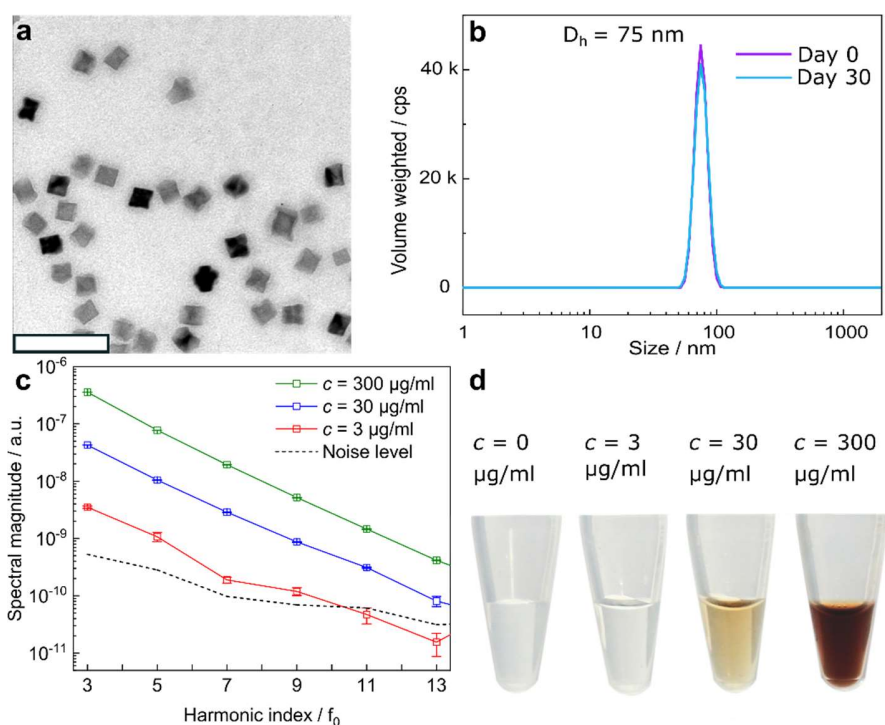 a
b
D_h = 75 nm
Day 0
Day 30
Volume weighted / cps
40 k
20 k
0
1
10
100
1000
Size / nm
c
c = 300 µg/ml
c = 30 µg/ml
c = 3 µg/ml
Noise level
Spectral magnitude / a.u.
10^-6
10^-7
10^-8
10^-9
10^-10
10^-11
3
5
7
9
11
13
Harmonic index / f_0
d
c = 0
µg/ml
c = 3
µg/ml
c = 30
µg/ml
c = 300
µg/ml